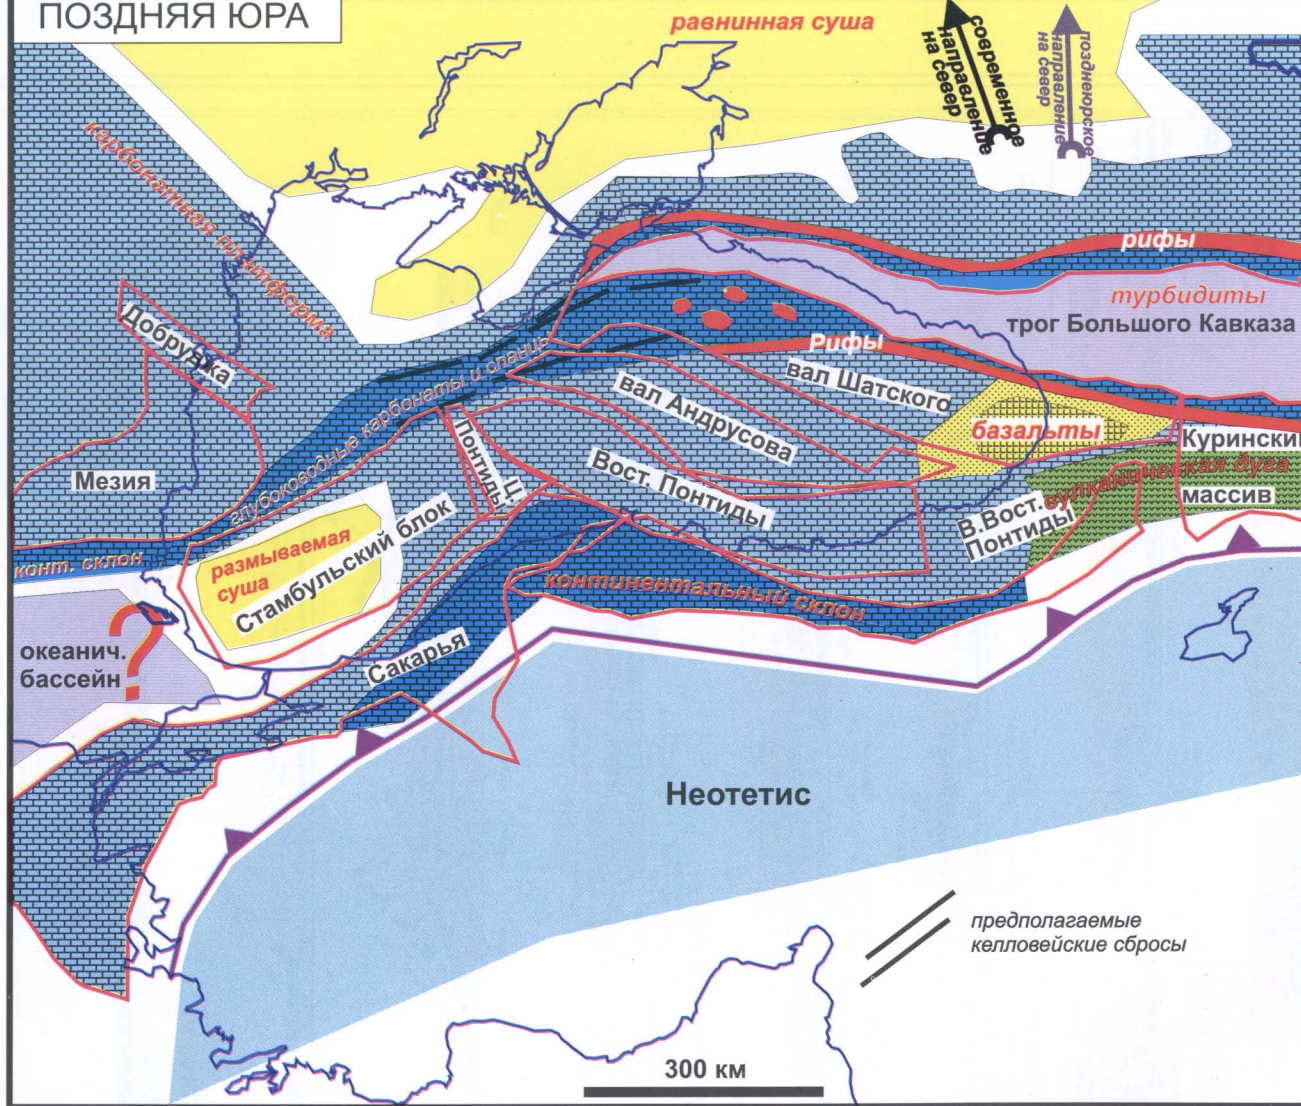 ПОЗДНЯЯ ЮРА
равнинная суша
современное
направление
на север
позднеюрское
направление
на север
карбонатная платформа
рифы
турбидиты
трог Большого Кавказа
Добруджа
Рифы
вал Шатского
вал Андрусова
глубоководные карбонаты и сланцы
базальты
Куринский
массив
вулканическая дуга
Мезия
Ц.
Понтиды
Вост. Понтиды
В.Вост.
Понтиды
конт. склон
размываемая
суша
Стамбульский блок
континентальный склон
океанич.
бассейн
?
Сакарья
Неотетис
предполагаемые
келловейские сбросы
300 км